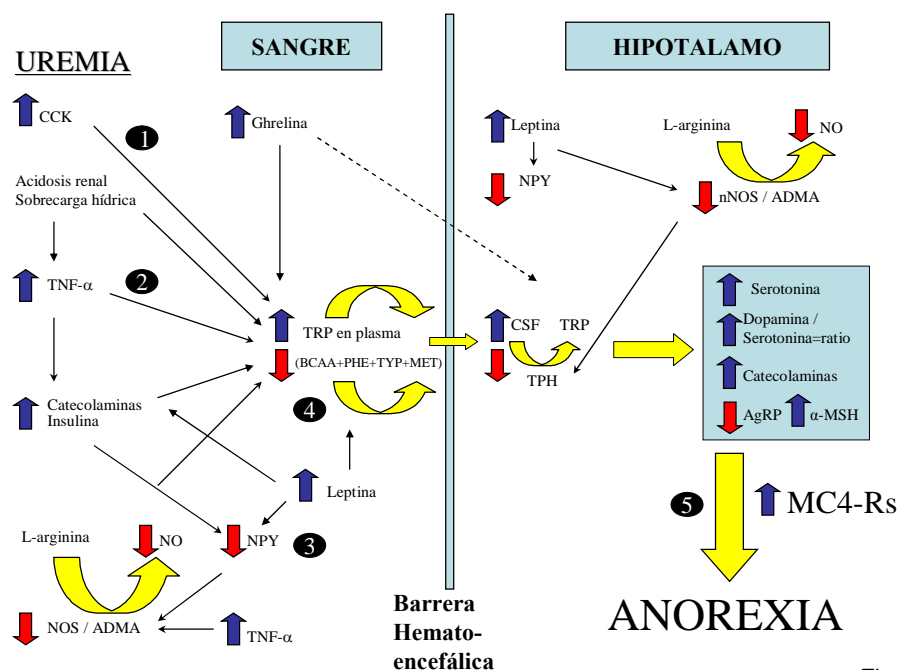 SANGRE
HIPOTALAMO
UREMIA
CCK
1
Ghrelina
Leptina
L-arginina
NO
Acidosis renal
Sobrecarga hídrica
NPY
nNOS / ADMA
TNF-α
2
TRP en plasma
(BCAA+PHE+TYP+MET)
CSF
TRP
TPH
Serotonina
Dopamina /
Serotonina=ratio
Catecolaminas
AgRP
α-MSH
Catecolaminas
Insulina
4
Leptina
5
MC4-Rs
L-arginina
NO
NPY
3
NOS / ADMA
TNF-α
Barrera
Hemato-
encefálica
ANOREXIA